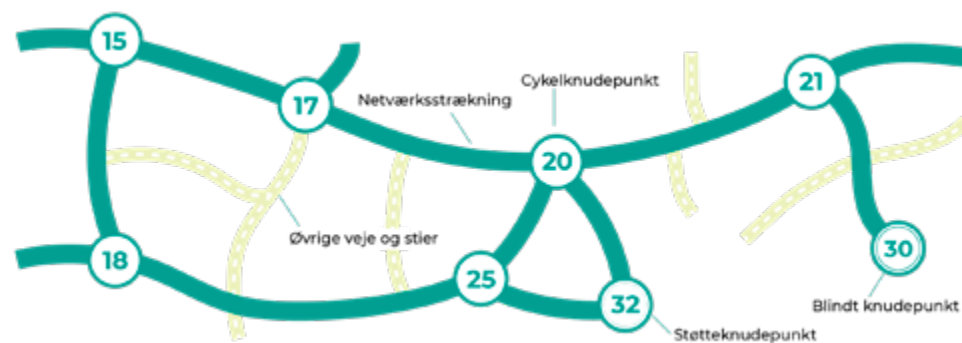 15
17
Netværksstrækning
Cykelknudepunkt
21
20
Øvrige veje og stier
18
25
32
30
Blindt knudepunkt
Støtteknudepunkt